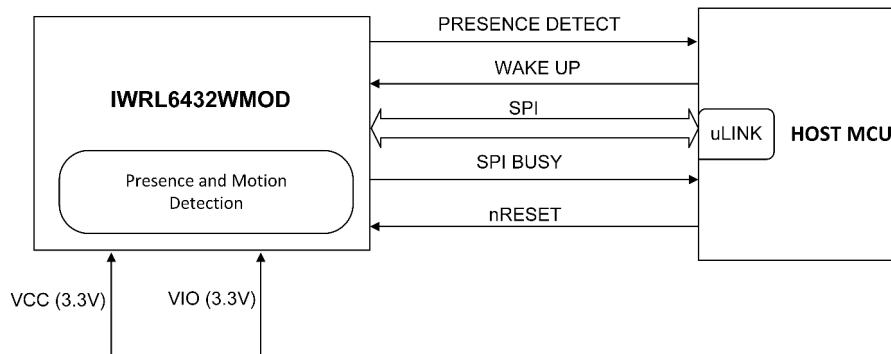 PRESENCE DETECT
WAKE UP
IWRL6432WMOD
SPI
uLINK
HOST MCU
SPI BUSY
Presence and Motion
Detection
nRESET
VCC (3.3V)
VIO (3.3V)